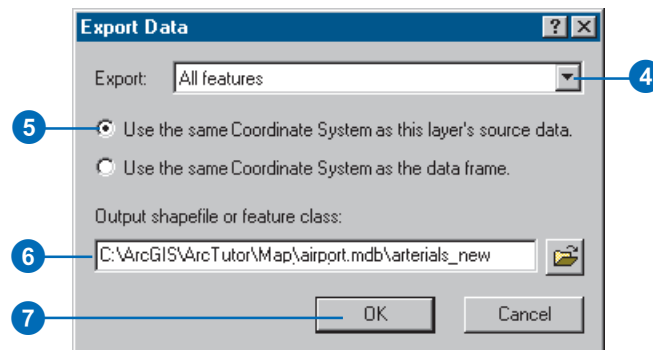 Export Data
Export: All features
4
5
Use the same Coordinate System as this layer's source data.
Use the same Coordinate System as the data frame.
Output shapefile or feature class:
6
C:\ArcGIS\ArcTutor\Map\airport.mdb\arterials_new
7
OK Cancel